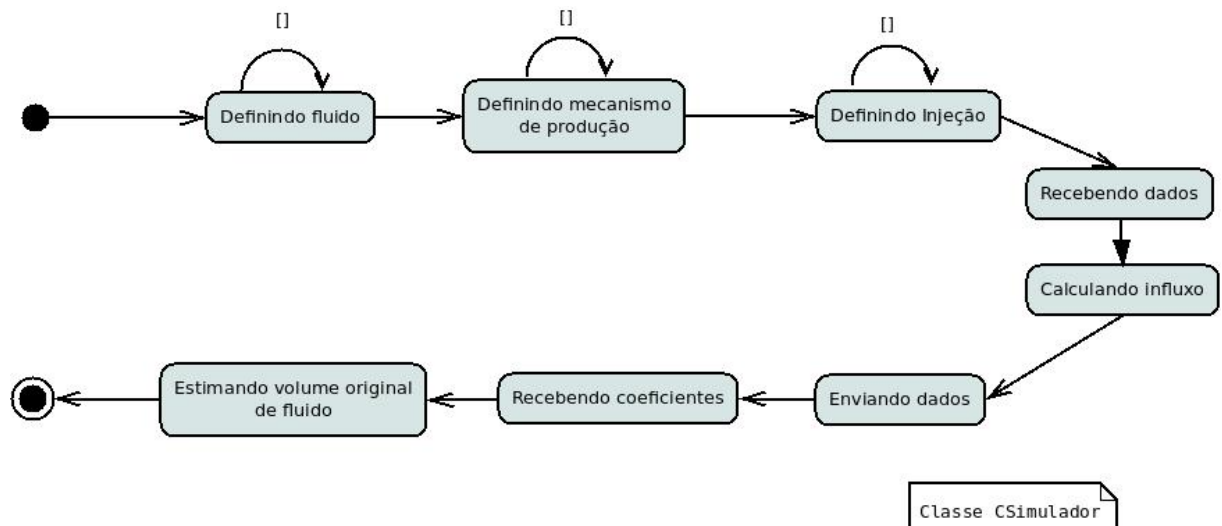 []
[]
[]
Definindo fluido
Definindo mecanismo
de produção
Definindo Injeção
Recebendo dados
Calculando influxo
Enviando dados
Recebendo coeficientes
Estimando volume original
de fluido
Classe CSimulador